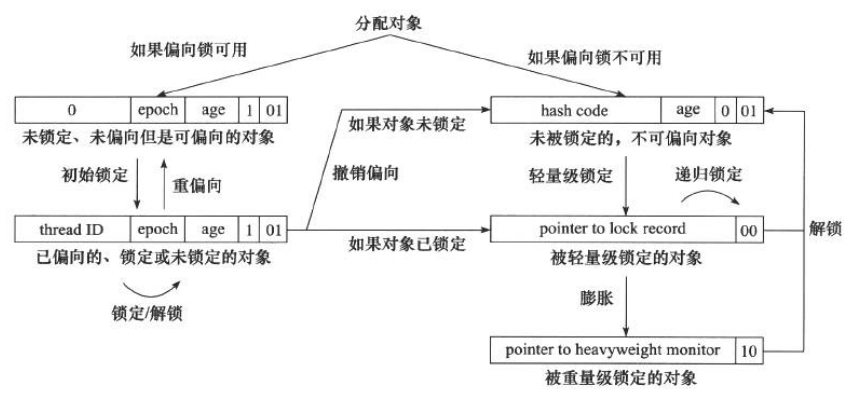 分配对象
如果偏向锁可用
如果偏向锁不可用
0 epoch age 1 01
hash code age 0 01
未锁定、未偏向但是可偏向的对象
如果对象未锁定
未被锁定的，不可偏向对象
初始锁定
重偏向
撤销偏向
轻量级锁定
递归锁定
thread ID epoch age 1 01
pointer to lock record 00
解锁
已偏向的、锁定或未锁定的对象
如果对象已锁定
被轻量级锁定的对象
锁定/解锁
膨胀
pointer to heavyweight monitor 10
被重量级锁定的对象